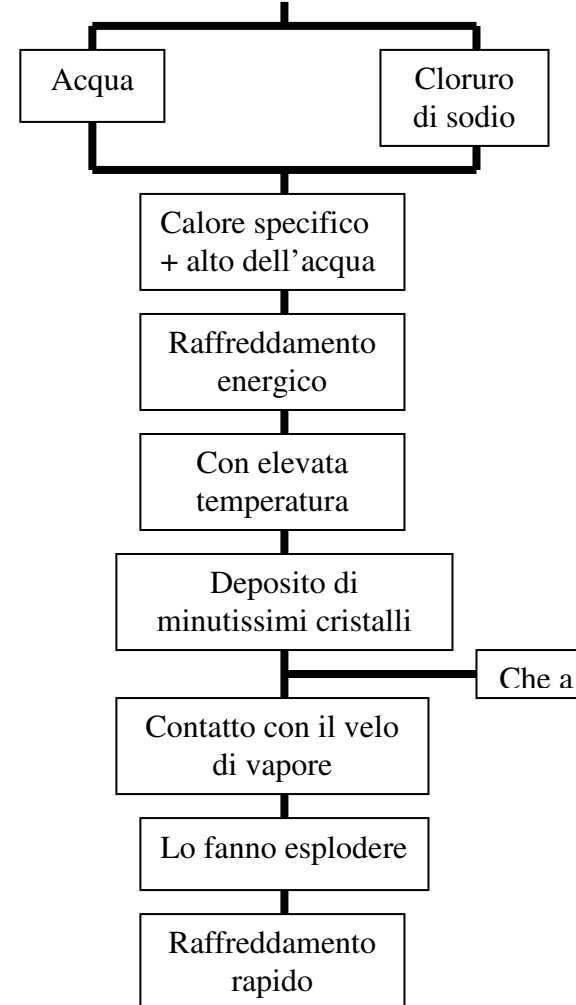 Acqua
Cloruro
di sodio
Calore specifico
+ alto dell'acqua
Raffreddamento
energico
Con elevata
temperatura
Deposito di
minutissimi cristalli
Che a
Contatto con il velo
di vapore
Lo fanno esplodere
Raffreddamento
rapido